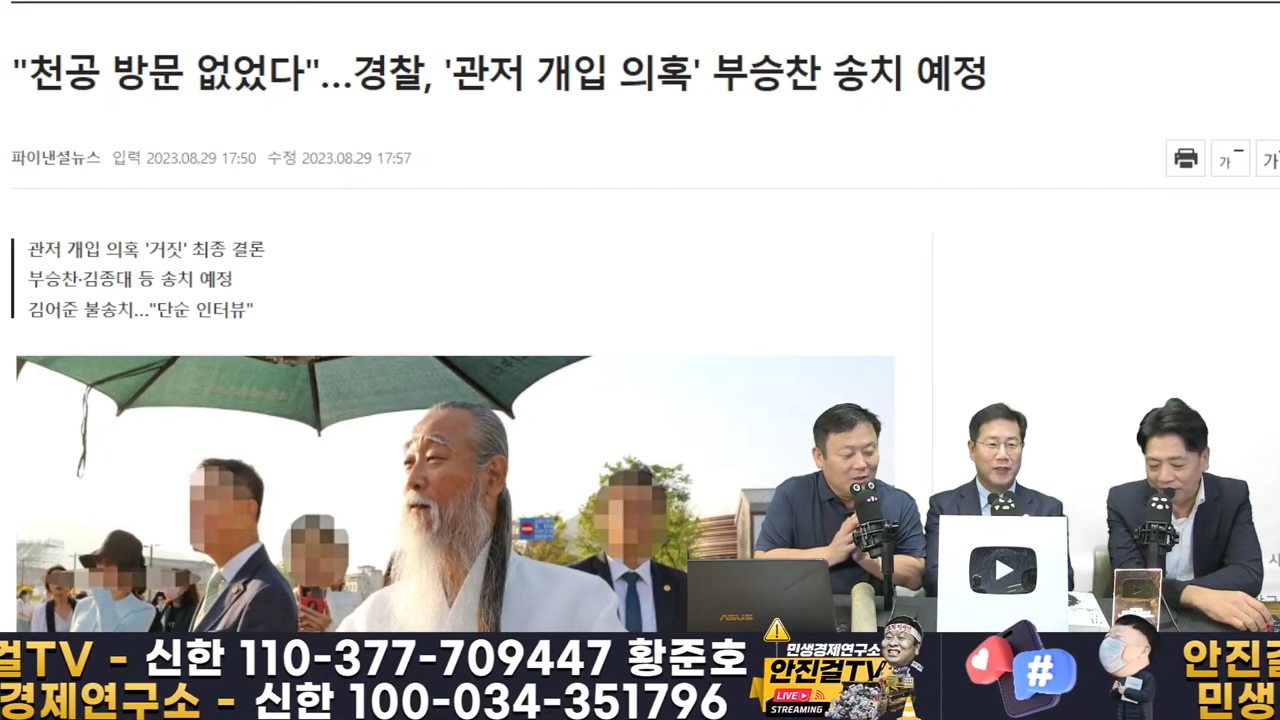 "천공 방문 없었다"...경찰, '관저 개입 의혹' 부승찬 송치 예정
파이낸셜뉴스 입력 2023.08.29 17:50 수정 2023.08.29 17:57
가
가
관저 개입 의혹 '거짓' 최종 결론
부승찬·김종대 등 송치 예정
김어준 불송치..."단순 인터뷰"
ASUS
걸TV - 신한 110-377-709447 황준호
경제연구소 - 신한 100-034-351796
민생경제연구소
안진걸TV
LIVE
STREAMING
#
안진걸
민생